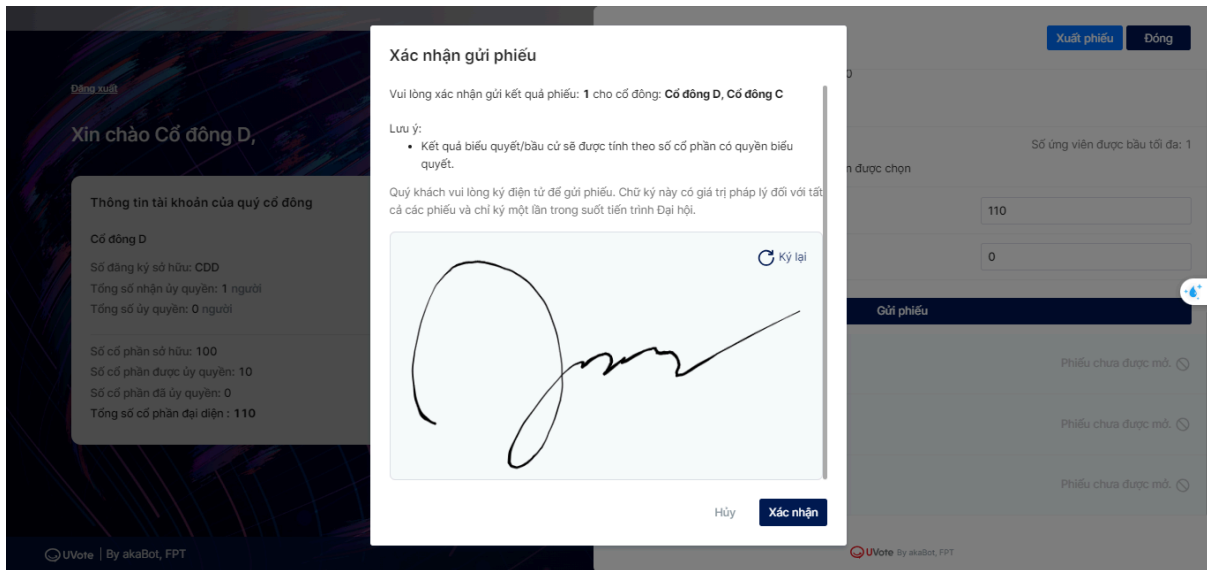 Đăng xuất
Xin chào Cổ đông D,
Thông tin tài khoản của quý cổ đông
Cổ đông D
Số đăng ký sở hữu: CDD
Tổng số nhận ủy quyền: 1 người
Tổng số ủy quyền: 0 người
Số cổ phần sở hữu: 100
Số cổ phần được ủy quyền: 10
Số cổ phần đã ủy quyền: 0
Tổng số cổ phần đại diện : 110
UVote | By akaBot, FPT
Xác nhận gửi phiếu
Vui lòng xác nhận gửi kết quả phiếu: 1 cho cổ đông: Cổ đông D, Cổ đông C
Lưu ý:
• Kết quả biểu quyết/bầu cử sẽ được tính theo số cổ phần có quyền biểu
quyết.
Quý khách vui lòng ký điện tử để gửi phiếu. Chữ ký này có giá trị pháp lý đối với tất
cả các phiếu và chỉ ký một lần trong suốt tiến trình Đại hội.
Ký lại
Hủy Xác nhận
Xuất phiếu Đóng
Số ứng viên được bầu tối đa: 1
được chọn
110
0
Gửi phiếu
Phiếu chưa được mở.
Phiếu chưa được mở.
Phiếu chưa được mở.
UVote By akaBot, FPT